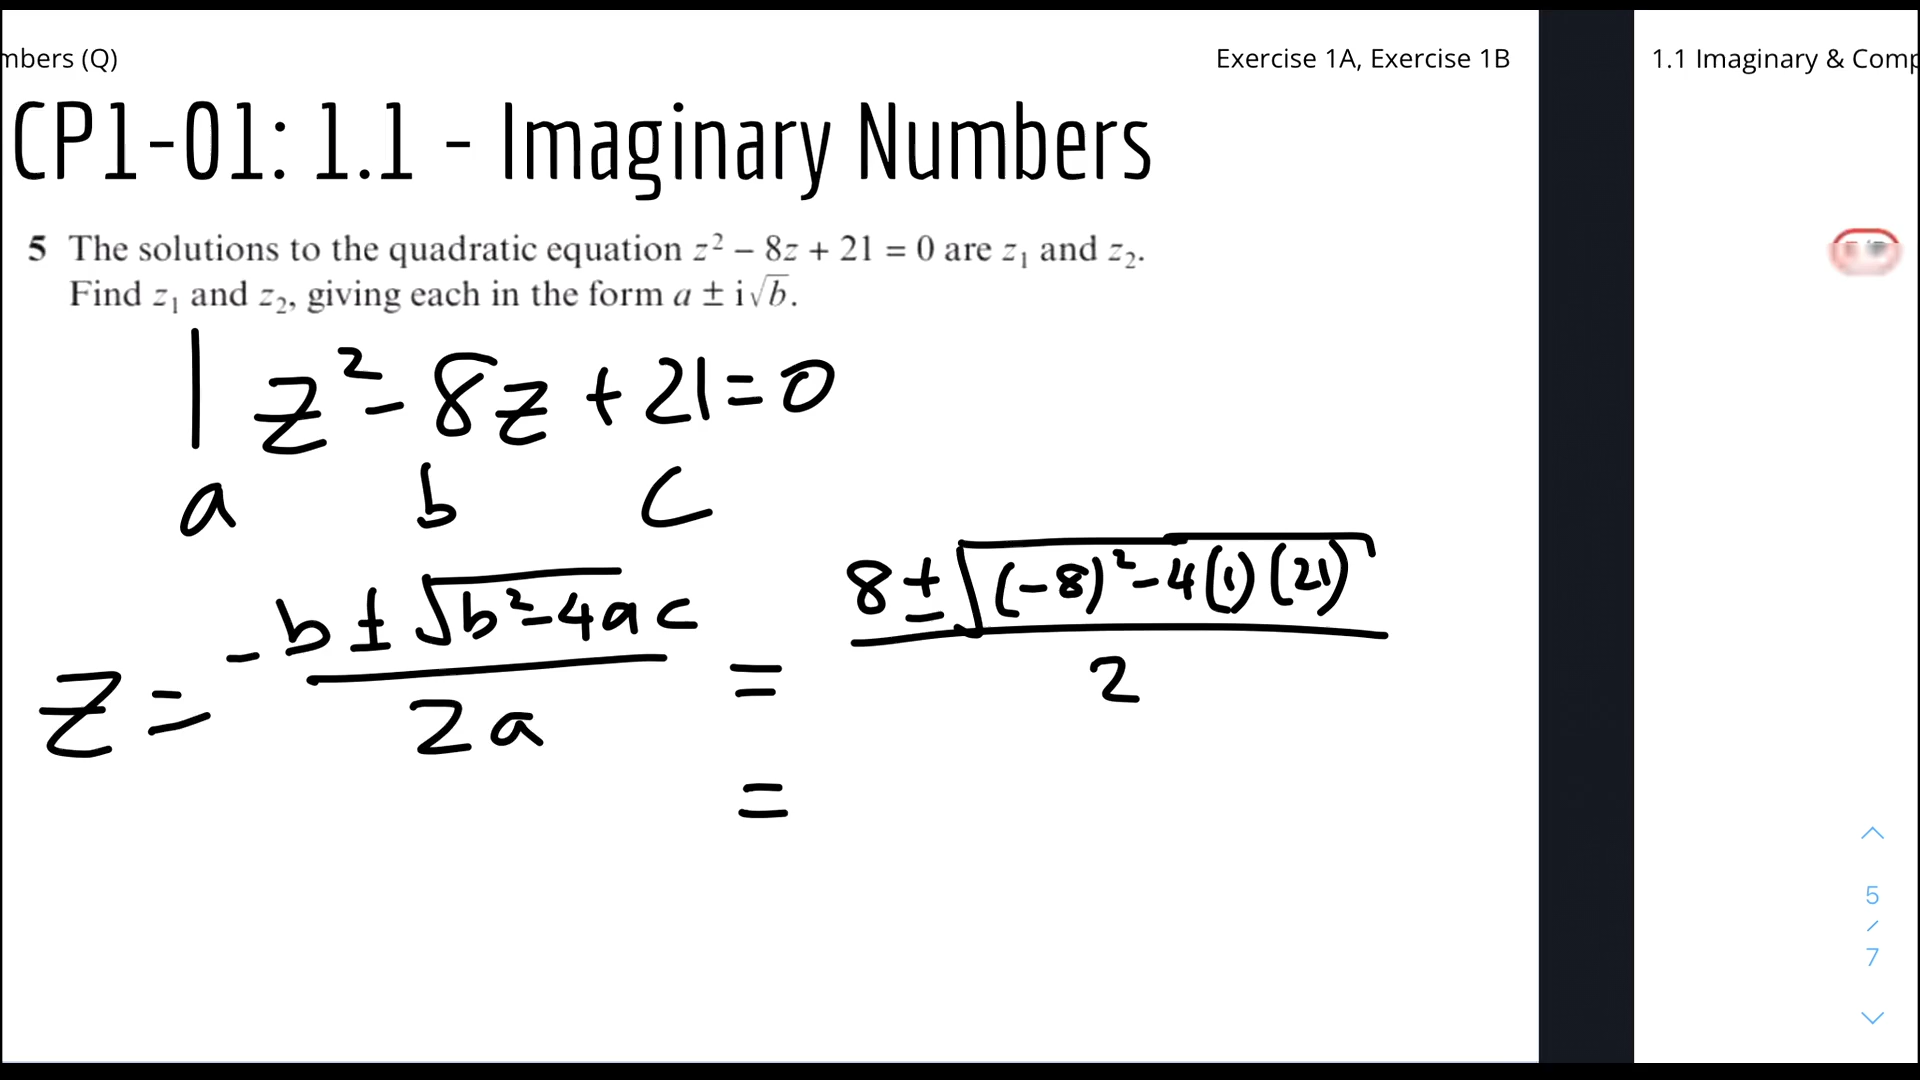 mbers (Q)
Exercise 1A, Exercise 1B
1.1 Imaginary & Comp
CP1-01: 1.1 - Imaginary Numbers
5 The solutions to the quadratic equation z² − 8z + 21 = 0 are z₁ and z₂.
Find z₁ and z₂, giving each in the form a ± i√b.
1 z² - 8z + 21 = 0
a b c
z = (-b ± √(b² - 4ac)) / 2a = (8 ± √((-8)² - 4(1)(21))) / 2
=
5
/
7